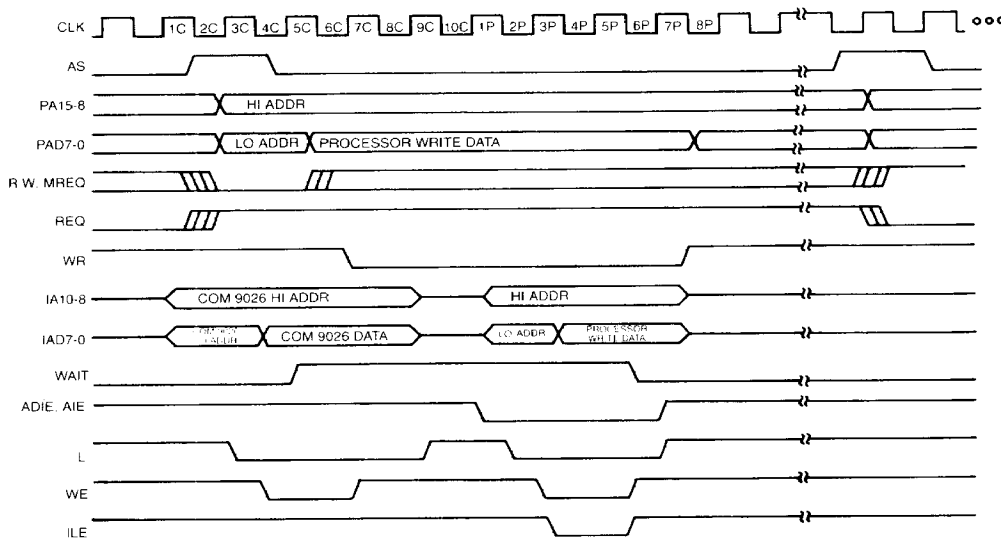 CLK 1C 2C 3C 4C 5C 6C 7C 8C 9C 10C 1P 2P 3P 4P 5P 6P 7P 8P
AS
PA15-8 HI ADDR
PAD7-0 LO ADDR PROCESSOR WRITE DATA
R W. MREQ
REQ
WR
IA10-8 COM 9026 HI ADDR HI ADDR
IAD7-0 ADDR COM 9026 DATA LO ADDR PROCESSOR WRITE DATA
WAIT
ADIE. AIE
L
WE
ILE